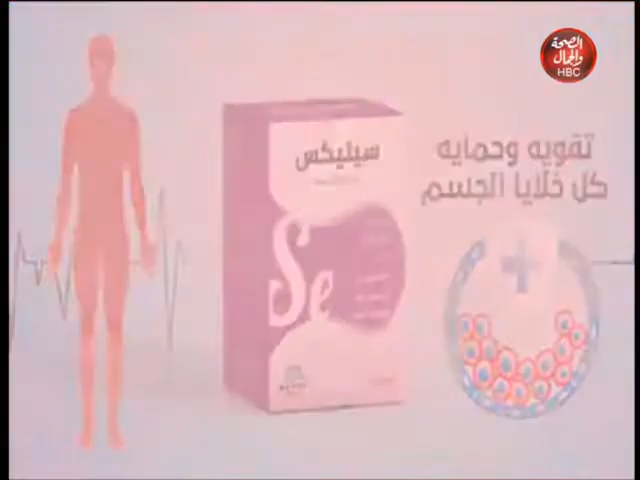 الصحة
والجمال
HBC
سيليكس
تقويه وحمايه
كل خلايا الجسم
Se